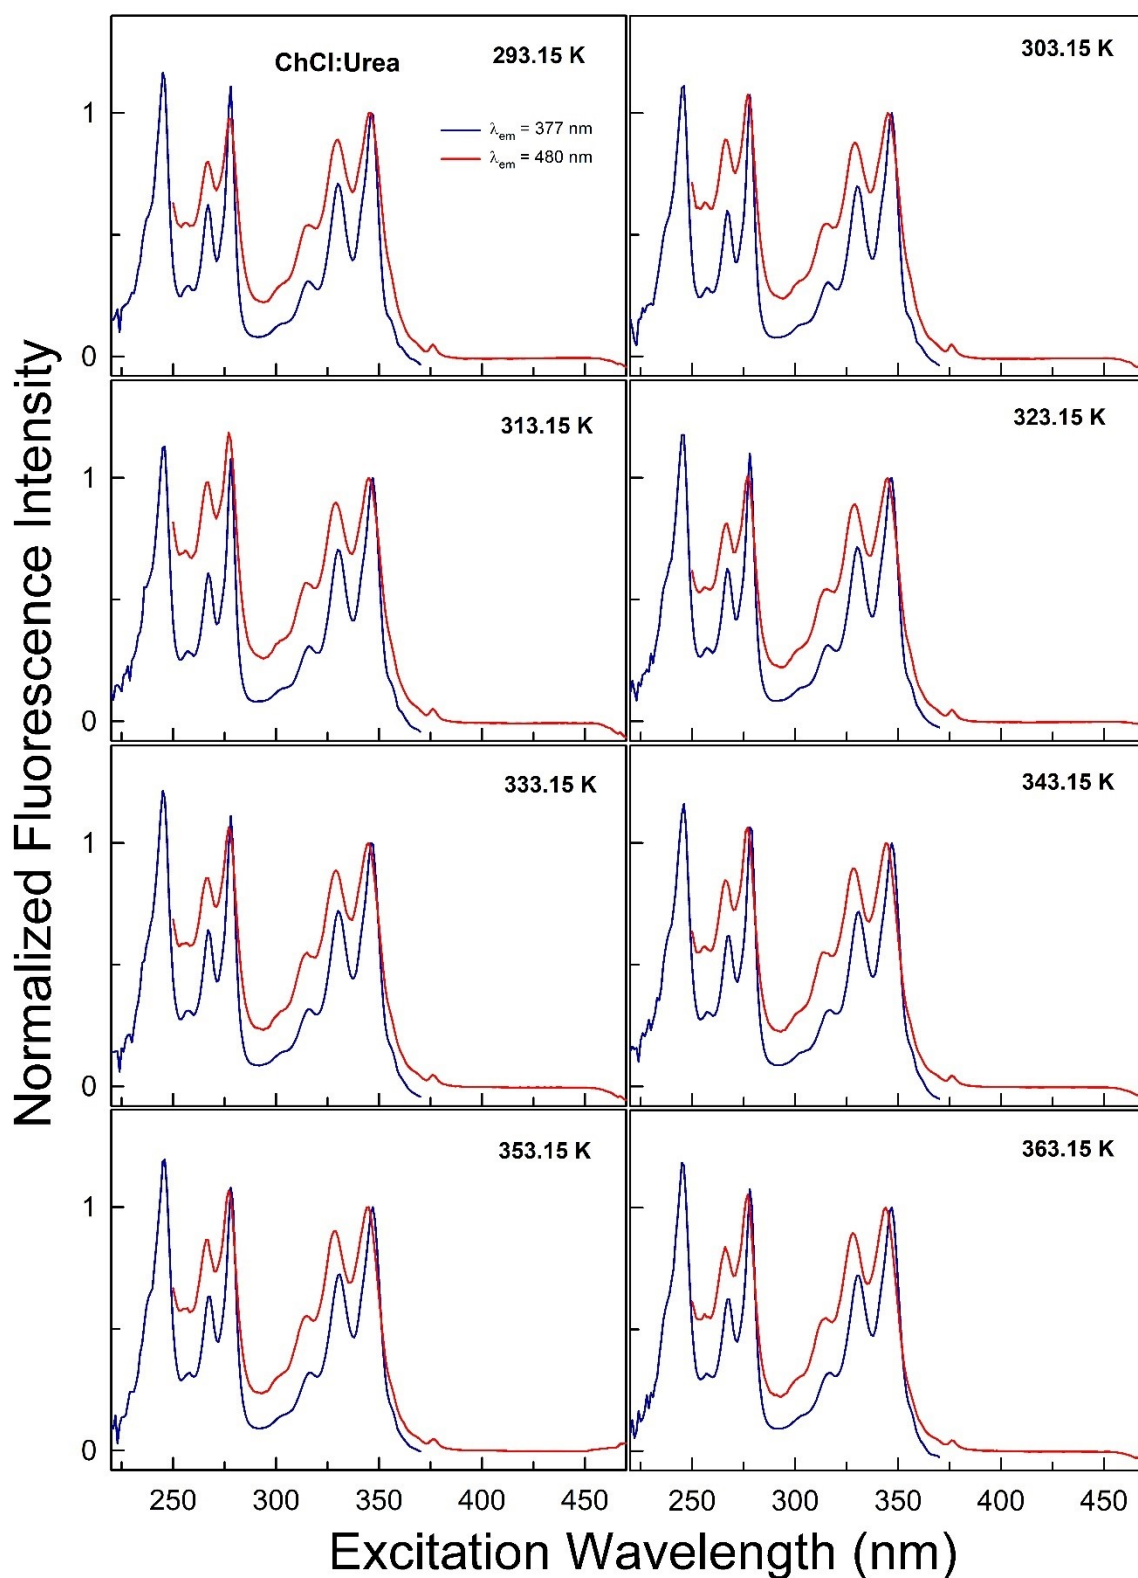 ChCl:Urea
293.15 K
λem = 377 nm
λem = 480 nm
303.15 K
1
0
313.15 K
323.15 K
1
0
333.15 K
343.15 K
1
0
353.15 K
363.15 K
1
0
250 300 350 400 450
250 300 350 400 450
Normalized Fluorescence Intensity
Excitation Wavelength (nm)